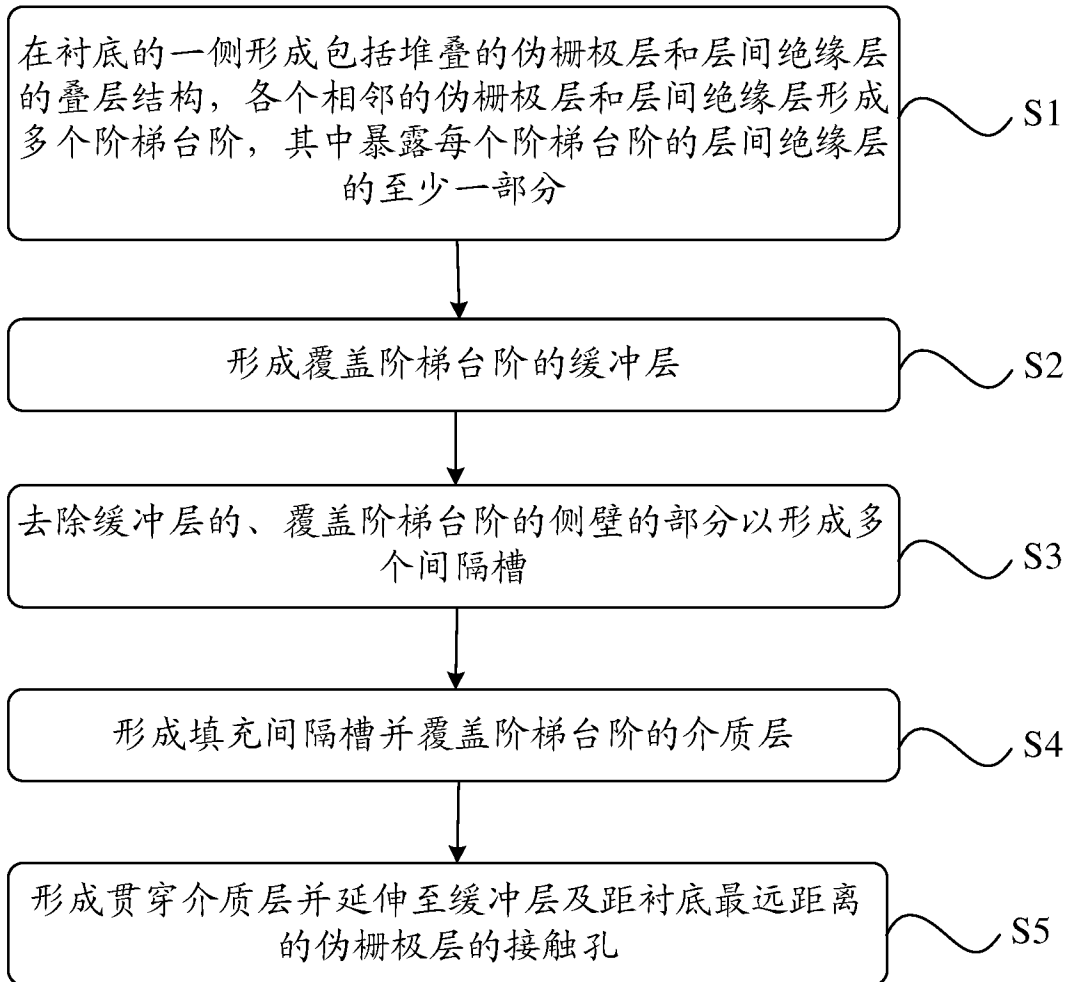 在衬底的一侧形成包括堆叠的伪栅极层和层间绝缘层
的叠层结构，各个相邻的伪栅极层和层间绝缘层形成
多个阶梯台阶，其中暴露每个阶梯台阶的层间绝缘层
的至少一部分
S1
形成覆盖阶梯台阶的缓冲层
S2
去除缓冲层的、覆盖阶梯台阶的侧壁的部分以形成多
个间隔槽
S3
形成填充间隔槽并覆盖阶梯台阶的介质层
S4
形成贯穿介质层并延伸至缓冲层及距衬底最远距离
的伪栅极层的接触孔
S5